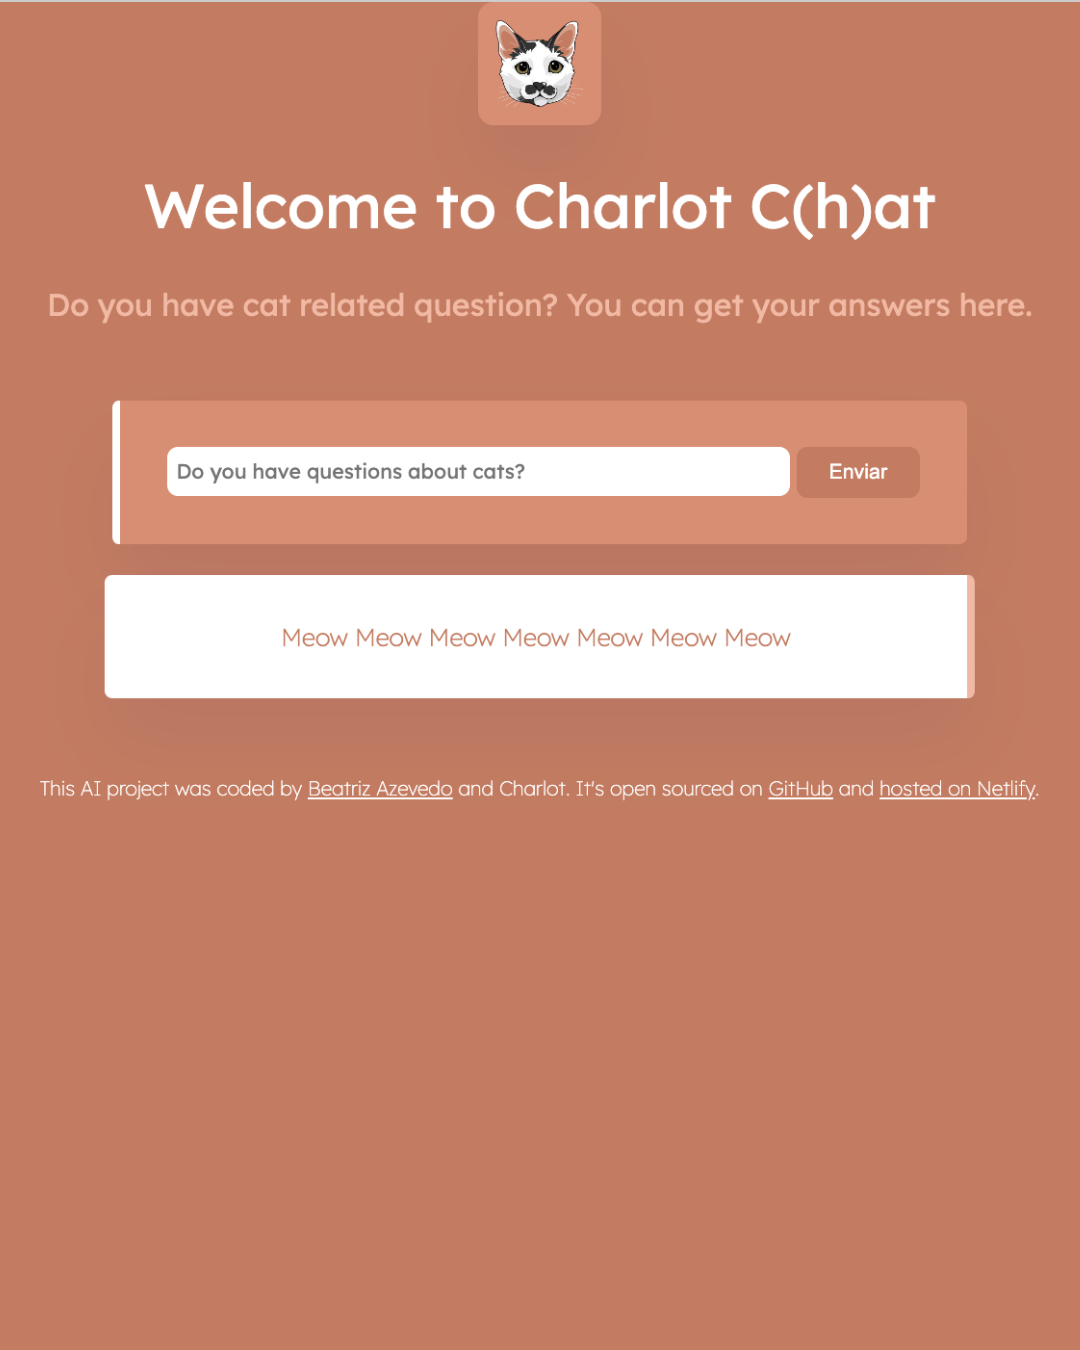 Welcome to Charlot C(h)at
Do you have cat related question? You can get your answers here.
Do you have questions about cats?
Enviar
Meow Meow Meow Meow Meow Meow Meow
This AI project was coded by Beatriz Azevedo and Charlot. It's open sourced on GitHub and hosted on Netlify.